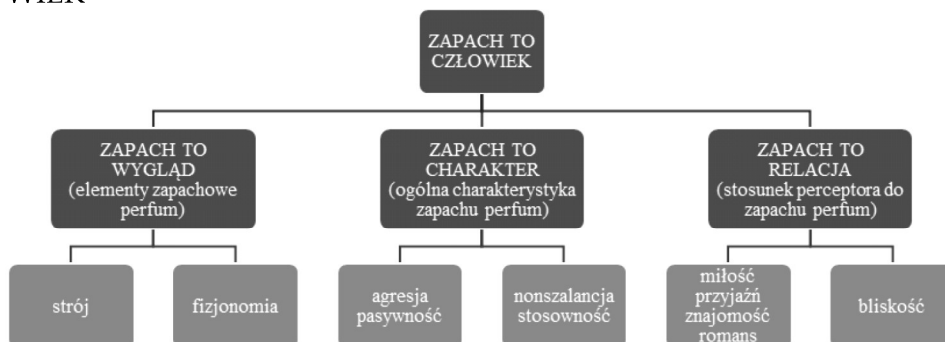 WIEK
ZAPACH TO
CZŁOWIEK
ZAPACH TO
WYGLĄD
(elementy zapachowe
perfum)
ZAPACH TO
CHARAKTER
(ogólna charakterystyka
zapachu perfum)
ZAPACH TO
RELACJA
(stosunek perceptora do
zapachu perfum)
strój
fizjonomia
agresja
pasywność
nonszalancja
stosowność
miłość
przyjaźń
znajomość
romans
bliskość